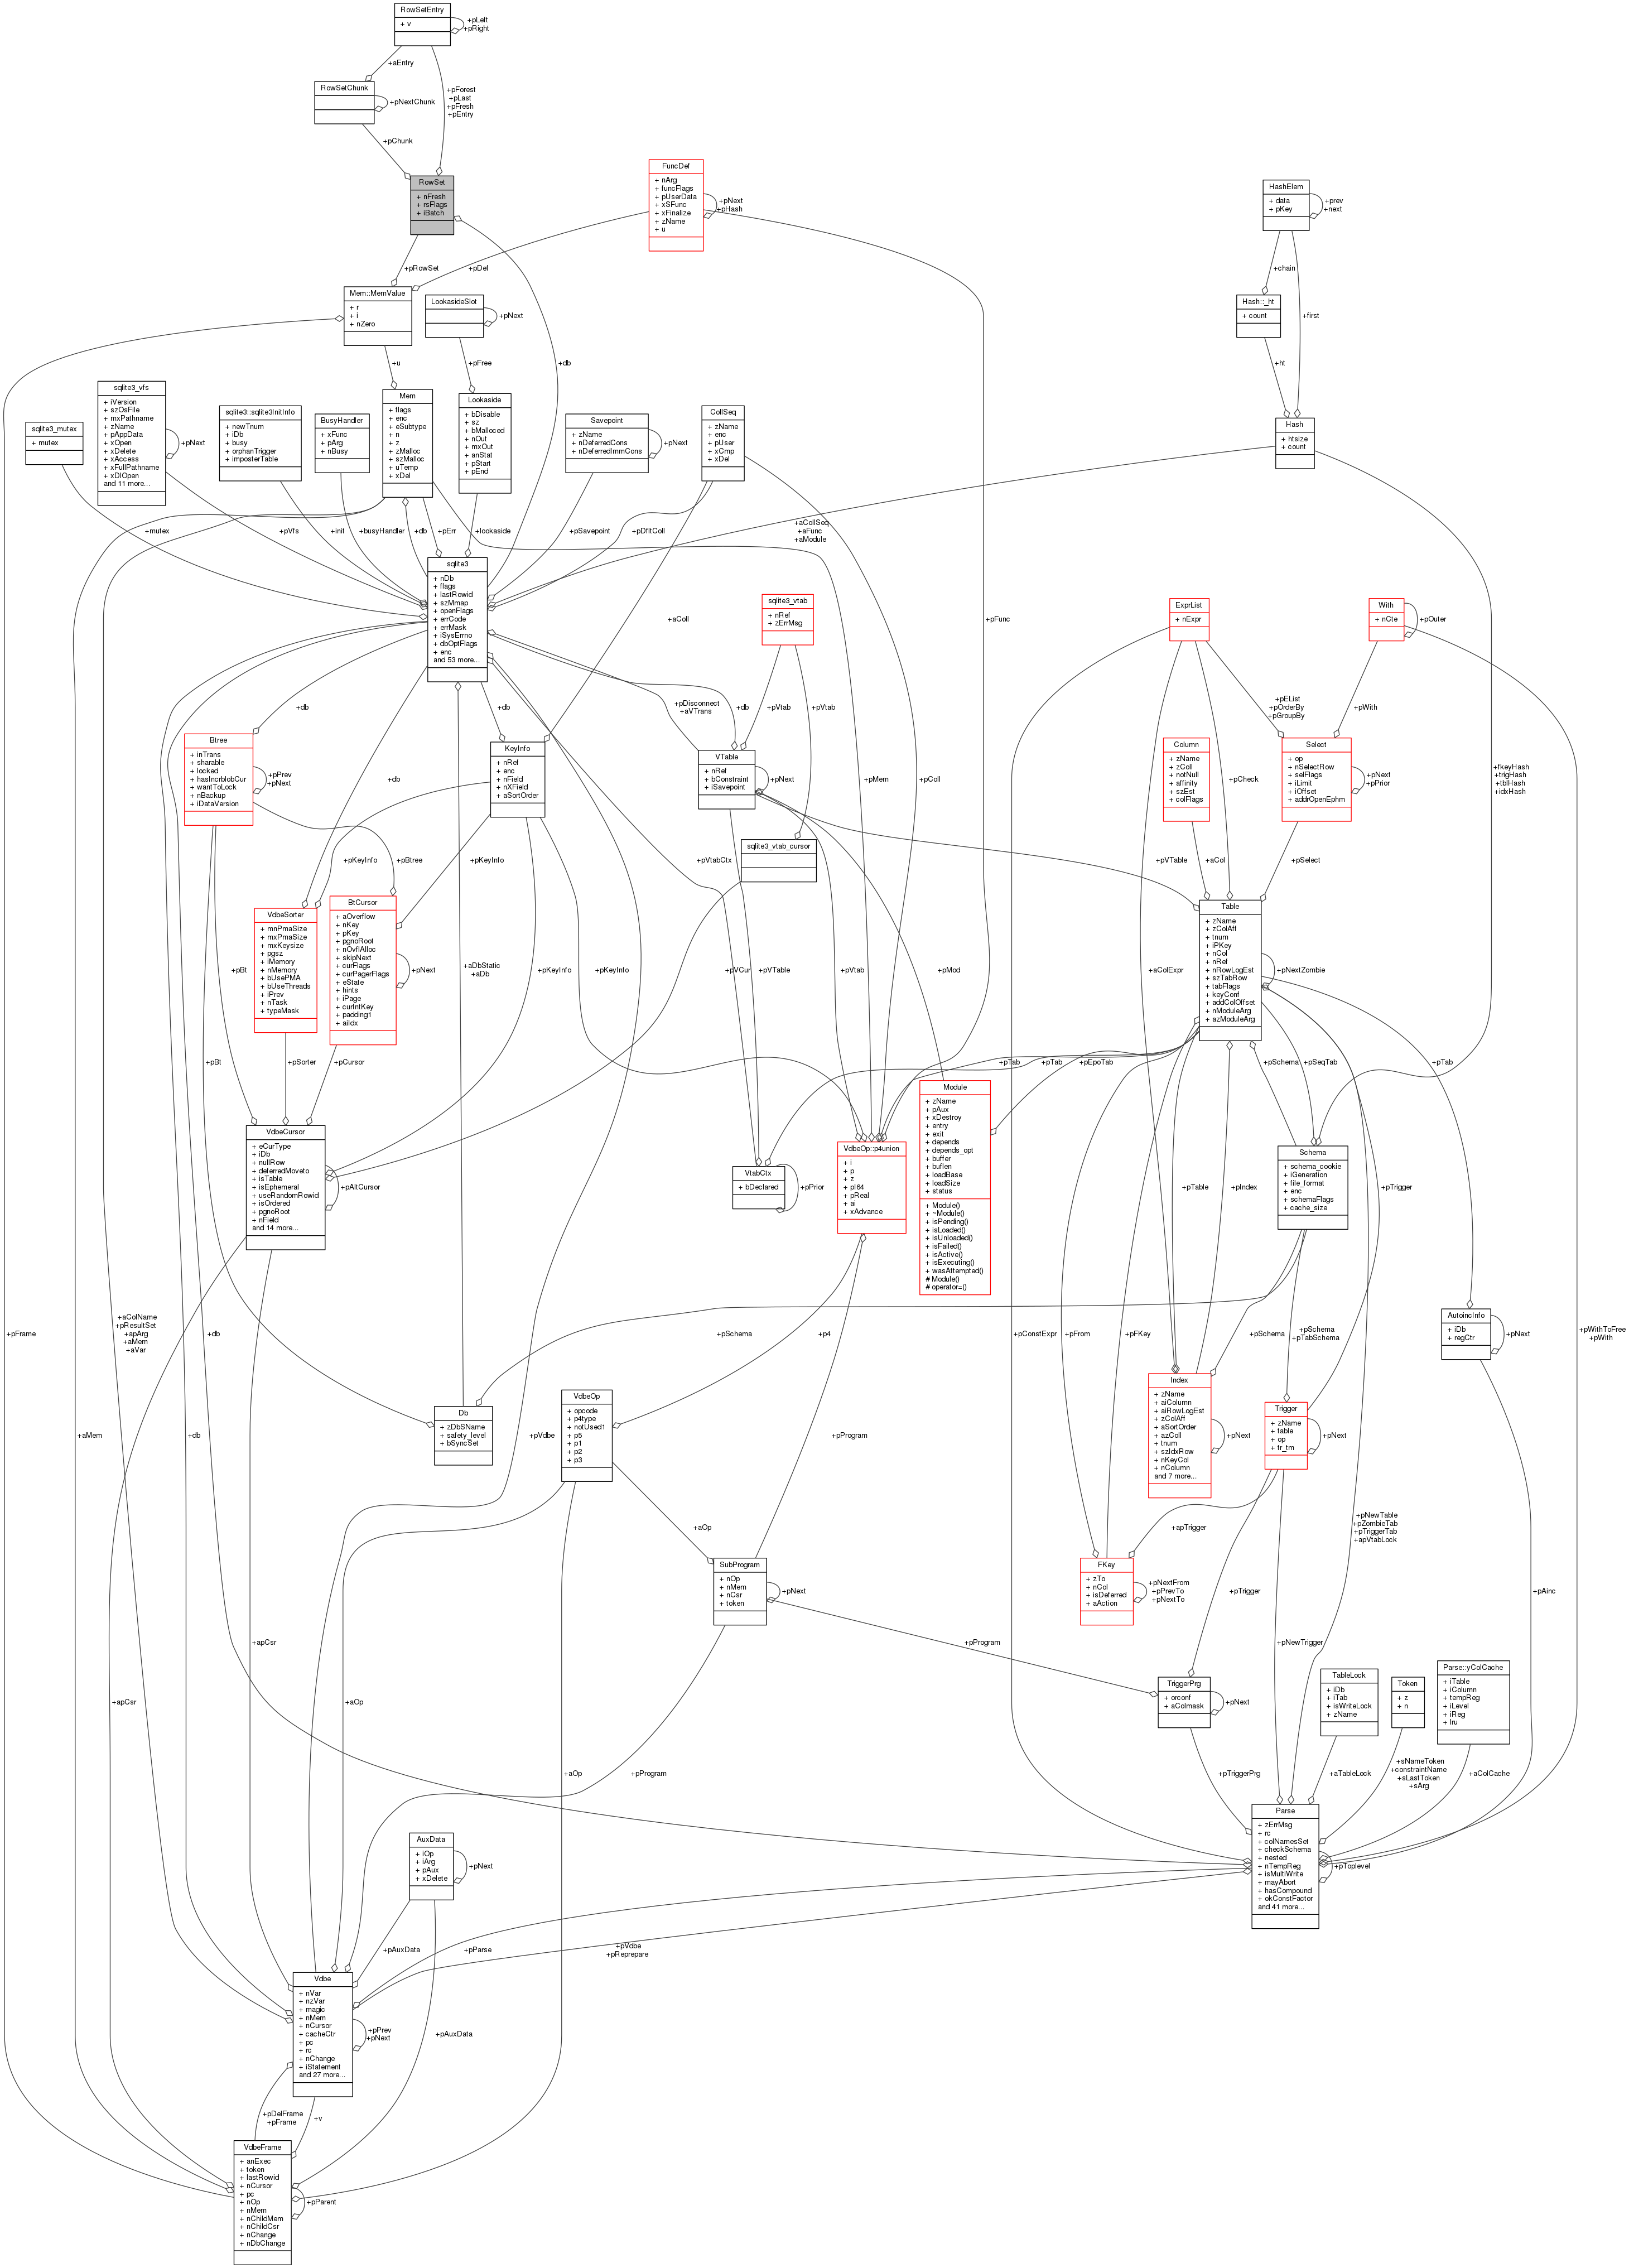 RowSetEntry
+ v
+pLeft
+pRight
+aEntry
RowSetChunk
+pNextChunk
+pForest
+pLast
+pFresh
+pEntry
+pChunk
RowSet
+ nFresh
+ rsFlags
+ iBatch
FuncDef
+ nArg
+ funcFlags
+ pUserData
+ xSFunc
+ xFinalize
+ zName
+ u
+pNext
+pHash
HashElem
+ data
+ pKey
+prev
+next
+pRowSet
+pDef
+chain
Mem::MemValue
+ r
+ i
+ nZero
LookasideSlot
+pNext
Hash::_ht
+ count
+first
+u
+pFree
+db
+ht
sqlite3_mutex
+ mutex
sqlite3_vfs
+ iVersion
+ szOsFile
+ mxPathname
+ zName
+ pAppData
+ xOpen
+ xDelete
+ xAccess
+ xFullPathname
+ xDlOpen
and 11 more...
+pNext
sqlite3::sqlite3InitInfo
+ newTnum
+ iDb
+ busy
+ orphanTrigger
+ imposterTable
BusyHandler
+ xFunc
+ pArg
+ nBusy
Mem
+ flags
+ enc
+ eSubtype
+ n
+ z
+ zMalloc
+ szMalloc
+ uTemp
+ xDel
Lookaside
+ bDisable
+ sz
+ bMalloced
+ nOut
+ mxOut
+ anStat
+ pStart
+ pEnd
Savepoint
+ zName
+ nDeferredCons
+ nDeferredImmCons
+pNext
CollSeq
+ zName
+ enc
+ pUser
+ xCmp
+ xDel
Hash
+ htsize
+ count
+mutex
+pVfs
+init
+busyHandler
+db
+pErr
+lookaside
+pSavepoint
+pDfltColl
+aCollSeq
+aFunc
+aModule
sqlite3
+ nDb
+ flags
+ lastRowid
+ szMmap
+ openFlags
+ errCode
+ errMask
+ iSysErrno
+ dbOptFlags
+ enc
and 53 more...
+aColl
sqlite3_vtab
+ nRef
+ zErrMsg
+pFunc
ExprList
+ nExpr
With
+ nCte
+pOuter
+db
+db
+pDisconnect
+aVTrans
+db
+pVtab
+pVtab
+pEList
+pOrderBy
+pGroupBy
+pWith
Btree
+ inTrans
+ sharable
+ locked
+ hasIncrblobCur
+ wantToLock
+ nBackup
+ iDataVersion
+pPrev
+pNext
+db
KeyInfo
+ nRef
+ enc
+ nField
+ nXField
+ aSortOrder
VTable
+ nRef
+ bConstraint
+ iSavepoint
+pNext
+pMem
+pColl
Column
+ zName
+ zColl
+ notNull
+ affinity
+ szEst
+ colFlags
+pCheck
Select
+ op
+ nSelectRow
+ selFlags
+ iLimit
+ iOffset
+ addrOpenEphm
+pNext
+pPrior
+fkeyHash
+trigHash
+tblHash
+idxHash
sqlite3_vtab_cursor
+pKeyInfo
+pBtree
+pKeyInfo
+pVtabCtx
+pVTable
+aCol
+pSelect
VdbeSorter
+ mnPmaSize
+ mxPmaSize
+ mxKeysize
+ pgsz
+ iMemory
+ nMemory
+ bUsePMA
+ bUseThreads
+ iPrev
+ nTask
+ typeMask
BtCursor
+ aOverflow
+ nKey
+ pKey
+ pgnoRoot
+ nOvflAlloc
+ skipNext
+ curFlags
+ curPagerFlags
+ eState
+ hints
+ iPage
+ curIntKey
+ padding1
+ aiIdx
+pNext
Table
+ zName
+ zColAff
+ tnum
+ iPKey
+ nCol
+ nRef
+ nRowLogEst
+ szTabRow
+ tabFlags
+ keyConf
+ addColOffset
+ nModuleArg
+ azModuleArg
+pNextZombie
+pBt
+aDbStatic
+aDb
+pKeyInfo
+pKeyInfo
+pVCur
+pVTable
+pVtab
+pMod
+aColExpr
+pBt
+pSorter
+pCursor
+pTab
+pTab
+pEpoTab
+pSchema
+pSeqTab
+pTab
VdbeCursor
+ eCurType
+ iDb
+ nullRow
+ deferredMoveto
+ isTable
+ isEphemeral
+ useRandomRowid
+ isOrdered
+ pgnoRoot
+ nField
and 14 more...
+pAltCursor
VtabCtx
+ bDeclared
+pPrior
VdbeOp::p4union
+ i
+ p
+ z
+ pI64
+ pReal
+ ai
+ xAdvance
Module
+ zName
+ pAux
+ xDestroy
+ entry
+ exit
+ depends
+ depends_opt
+ buffer
+ buflen
+ loadBase
+ loadSize
+ status
+ Module()
+ ~Module()
+ isPending()
+ isLoaded()
+ isUnloaded()
+ isFailed()
+ isActive()
+ isExecuting()
+ wasAttempted()
# Module()
# operator=()
+pTable
+pIndex
Schema
+ schema_cookie
+ iGeneration
+ file_format
+ enc
+ schemaFlags
+ cache_size
+pTrigger
AutoincInfo
+ iDb
+ regCtr
+pNext
+pFrame
+aColName
+pResultSet
+apArg
+aMem
+aVar
+db
+pSchema
+p4
+pConstExpr
+pFrom
+pFKey
+pSchema
+pSchema
+pTabSchema
+pWithToFree
+pWith
Db
+ zDbSName
+ safety_level
+ bSyncSet
VdbeOp
+ opcode
+ p4type
+ notUsed1
+ p5
+ p1
+ p2
+ p3
Index
+ zName
+ aiColumn
+ aiRowLogEst
+ zColAff
+ aSortOrder
+ azColl
+ tnum
+ szIdxRow
+ nKeyCol
+ nColumn
and 7 more...
+pNext
Trigger
+ zName
+ table
+ op
+ tr_tm
+pNext
+aMem
+db
+pVdbe
+pProgram
+aOp
+apTrigger
+pNewTable
+pZombieTab
+pTriggerTab
+apVtabLock
SubProgram
+ nOp
+ nMem
+ nCsr
+ token
+pNext
FKey
+ zTo
+ nCol
+ isDeferred
+ aAction
+pNextFrom
+pPrevTo
+pNextTo
+pTrigger
+pAinc
+apCsr
+pProgram
+pNewTrigger
TriggerPrg
+ orconf
+ aColmask
+pNext
TableLock
+ iDb
+ iTab
+ isWriteLock
+ zName
Token
+ z
+ n
Parse::yColCache
+ iTable
+ iColumn
+ tempReg
+ iLevel
+ iReg
+ lru
+apCsr
+aOp
+aOp
+pProgram
+pTriggerPrg
+aTableLock
+sNameToken
+constraintName
+sLastToken
+sArg
+aColCache
Parse
+ zErrMsg
+ rc
+ colNamesSet
+ checkSchema
+ nested
+ nTempReg
+ isMultiWrite
+ mayAbort
+ hasCompound
+ okConstFactor
and 41 more...
+pToplevel
AuxData
+ iOp
+ iArg
+ pAux
+ xDelete
+pNext
+pAuxData
+pParse
+pVdbe
+pReprepare
Vdbe
+ nVar
+ nzVar
+ magic
+ nMem
+ nCursor
+ cacheCtr
+ pc
+ rc
+ nChange
+ iStatement
and 27 more...
+pPrev
+pNext
+pAuxData
+pDelFrame
+pFrame
+v
VdbeFrame
+ anExec
+ token
+ lastRowid
+ nCursor
+ pc
+ nOp
+ nMem
+ nChildMem
+ nChildCsr
+ nChange
+ nDbChange
+pParent